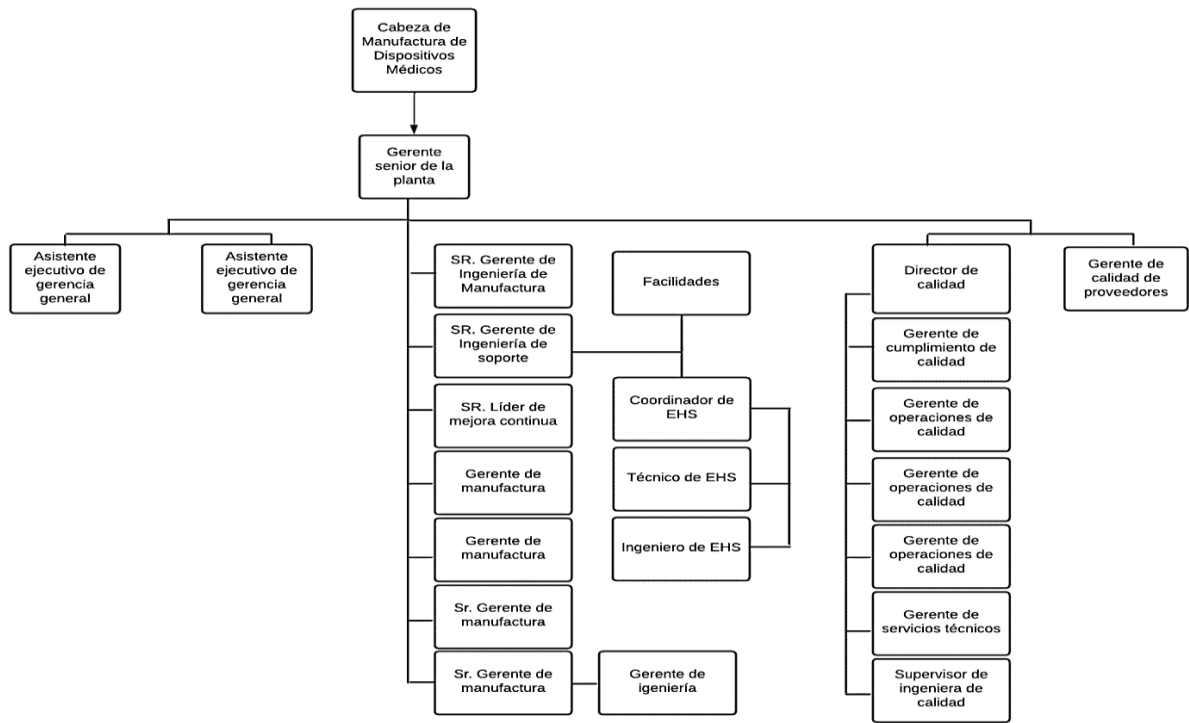 Cabeza de
Manufactura de
Dispositivos
Médicos
Gerente
senior de la
planta
Asistente
ejecutivo de
gerencia
general
Asistente
ejecutivo de
gerencia
general
SR. Gerente de
Ingeniería de
Manufactura
SR. Gerente de
Ingeniería de
soporte
SR. Líder de
mejora continua
Gerente de
manufactura
Gerente de
manufactura
Sr. Gerente de
manufactura
Sr. Gerente de
manufactura
Facilidades
Coordinador de
EHS
Técnico de EHS
Ingeniero de EHS
Gerente de
igeniería
Director de
calidad
Gerente de
cumplimiento de
calidad
Gerente de
operaciones de
calidad
Gerente de
operaciones de
calidad
Gerente de
operaciones de
calidad
Gerente de
servicios técnicos
Supervisor de
ingeniera de
calidad
Gerente de
calidad de
proveedores